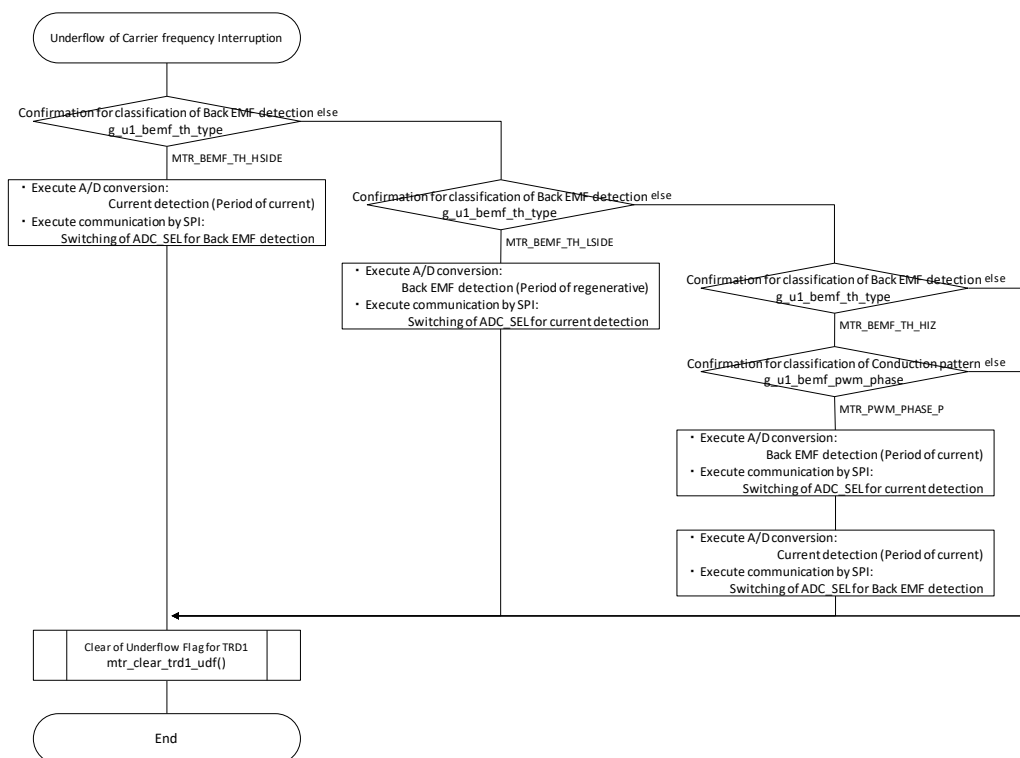 Underflow of Carrier frequency Interruption
Confirmation for classification of Back EMF detection else
g_u1_bemf_th_type
MTR_BEMF_TH_HSIDE
・ Execute A/D conversion:
Current detection (Period of current)
・ Execute communication by SPI:
Switching of ADC_SEL for Back EMF detection
Confirmation for classification of Back EMF detection else
g_u1_bemf_th_type
MTR_BEMF_TH_LSIDE
・ Execute A/D conversion:
Back EMF detection (Period of regenerative)
・ Execute communication by SPI:
Switching of ADC_SEL for current detection
Confirmation for classification of Back EMF detection else
g_u1_bemf_th_type
MTR_BEMF_TH_HIZ
Confirmation for classification of Conduction pattern else
g_u1_bemf_pwm_phase
MTR_PWM_PHASE_P
・ Execute A/D conversion:
Back EMF detection (Period of current)
・ Execute communication by SPI:
Switching of ADC_SEL for current detection
・ Execute A/D conversion:
Current detection (Period of current)
・ Execute communication by SPI:
Switching of ADC_SEL for Back EMF detection
Clear of Underflow Flag for TRD1
mtr_clear_trd1_udf()
End